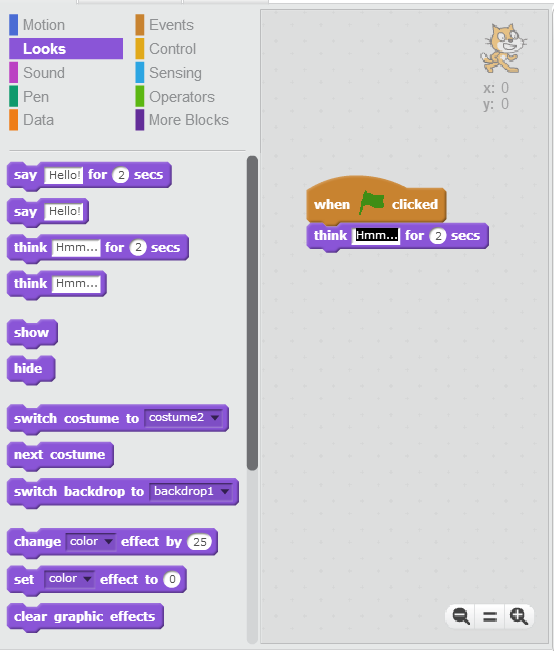 Motion
Looks
Sound
Pen
Data
Events
Control
Sensing
Operators
More Blocks
say Hello! for 2 secs
say Hello!
think Hmm... for 2 secs
think Hmm...
show
hide
switch costume to costume2
next costume
switch backdrop to backdrop1
change color effect by 25
set color effect to 0
clear graphic effects
x: 0
y: 0
when clicked
think Hmm... for 2 secs